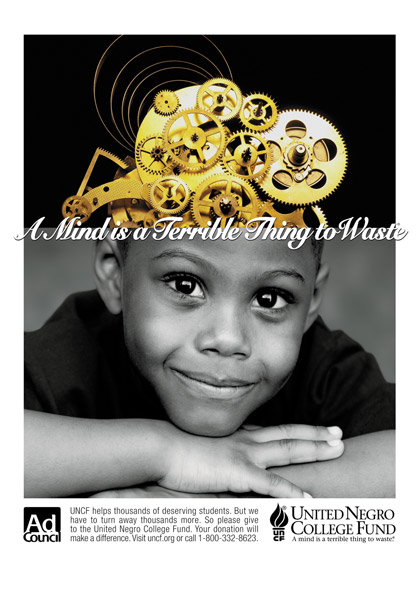 A Mind is a Terrible Thing to Waste
Ad
Council
UNCF helps thousands of deserving students. But we
have to turn away thousands more. So please give
to the United Negro College Fund. Your donation will
make a difference. Visit uncf.org or call 1-800-332-8623.
UNCF
UNITED NEGRO
COLLEGE FUND
A mind is a terrible thing to waste®